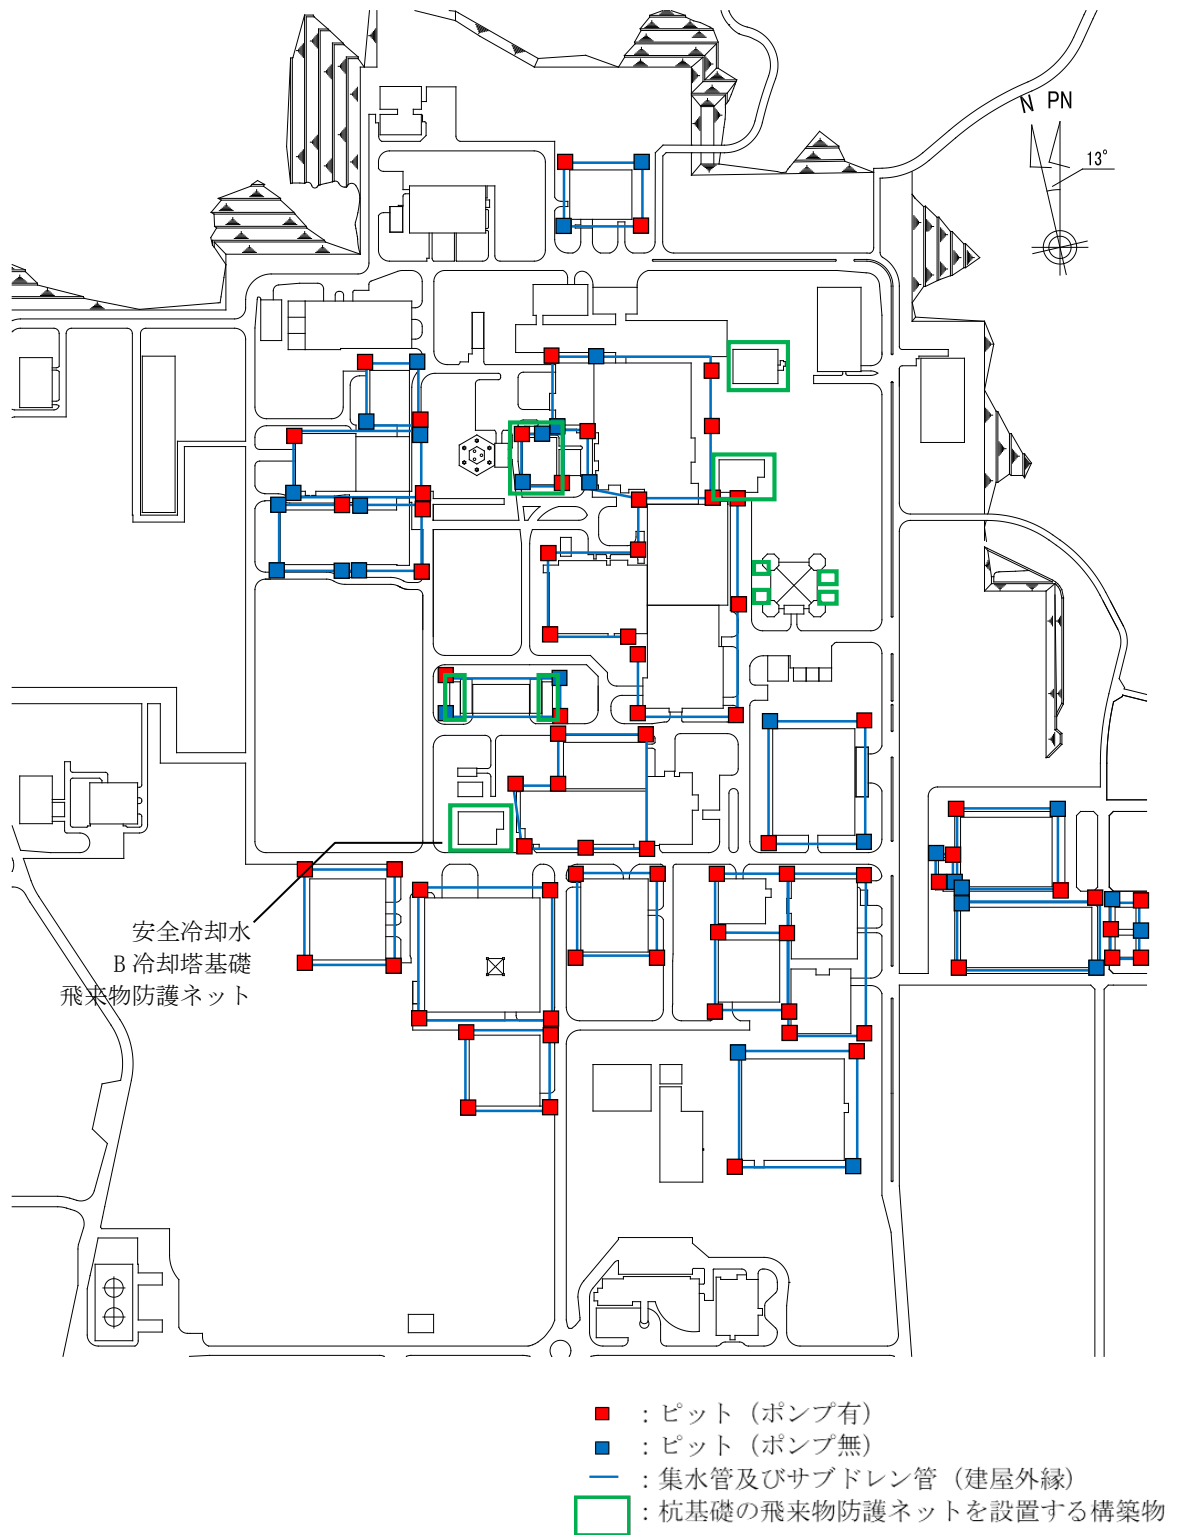 N PN
13°
安全冷却水
B 冷却塔基礎
飛来物防護ネット
：ピット（ポンプ有）
：ピット（ポンプ無）
：集水管及びサブドレン管（建屋外縁）
：杭基礎の飛来物防護ネットを設置する構築物